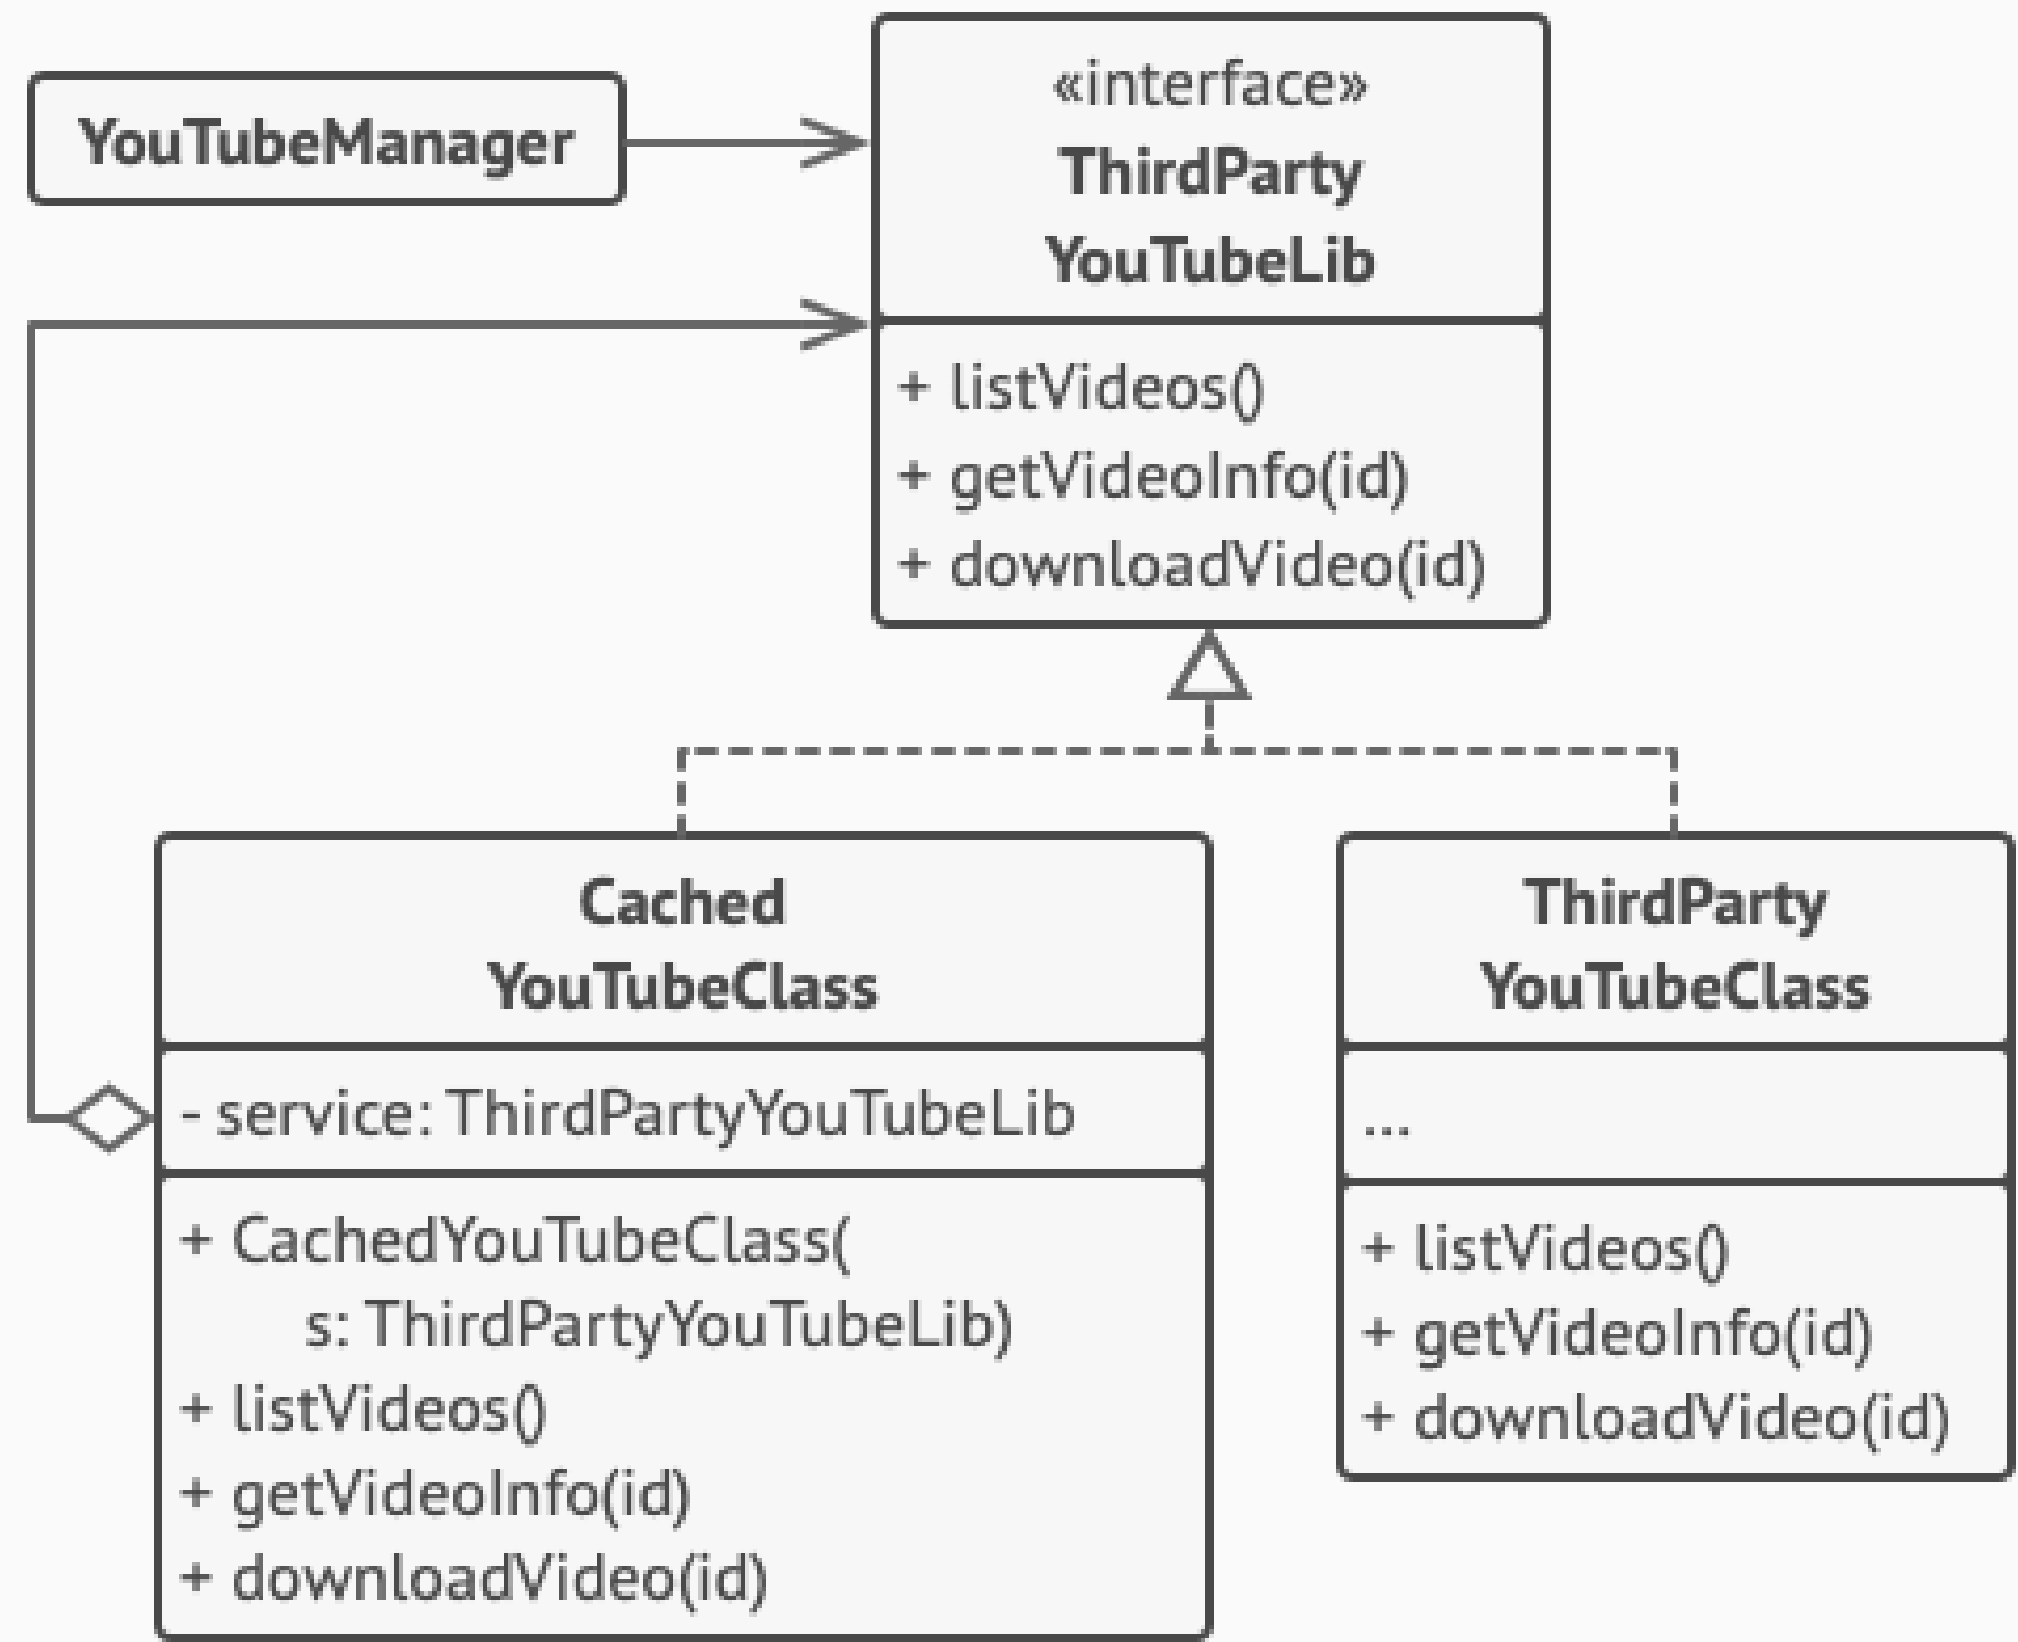 YouTubeManager
«interface»
ThirdParty
YouTubeLib
+ listVideos()
+ getVideoInfo(id)
+ downloadVideo(id)
Cached
YouTubeClass
- service: ThirdPartyYouTubeLib
+ CachedYouTubeClass(
s: ThirdPartyYouTubeLib)
+ listVideos()
+ getVideoInfo(id)
+ downloadVideo(id)
ThirdParty
YouTubeClass
...
+ listVideos()
+ getVideoInfo(id)
+ downloadVideo(id)